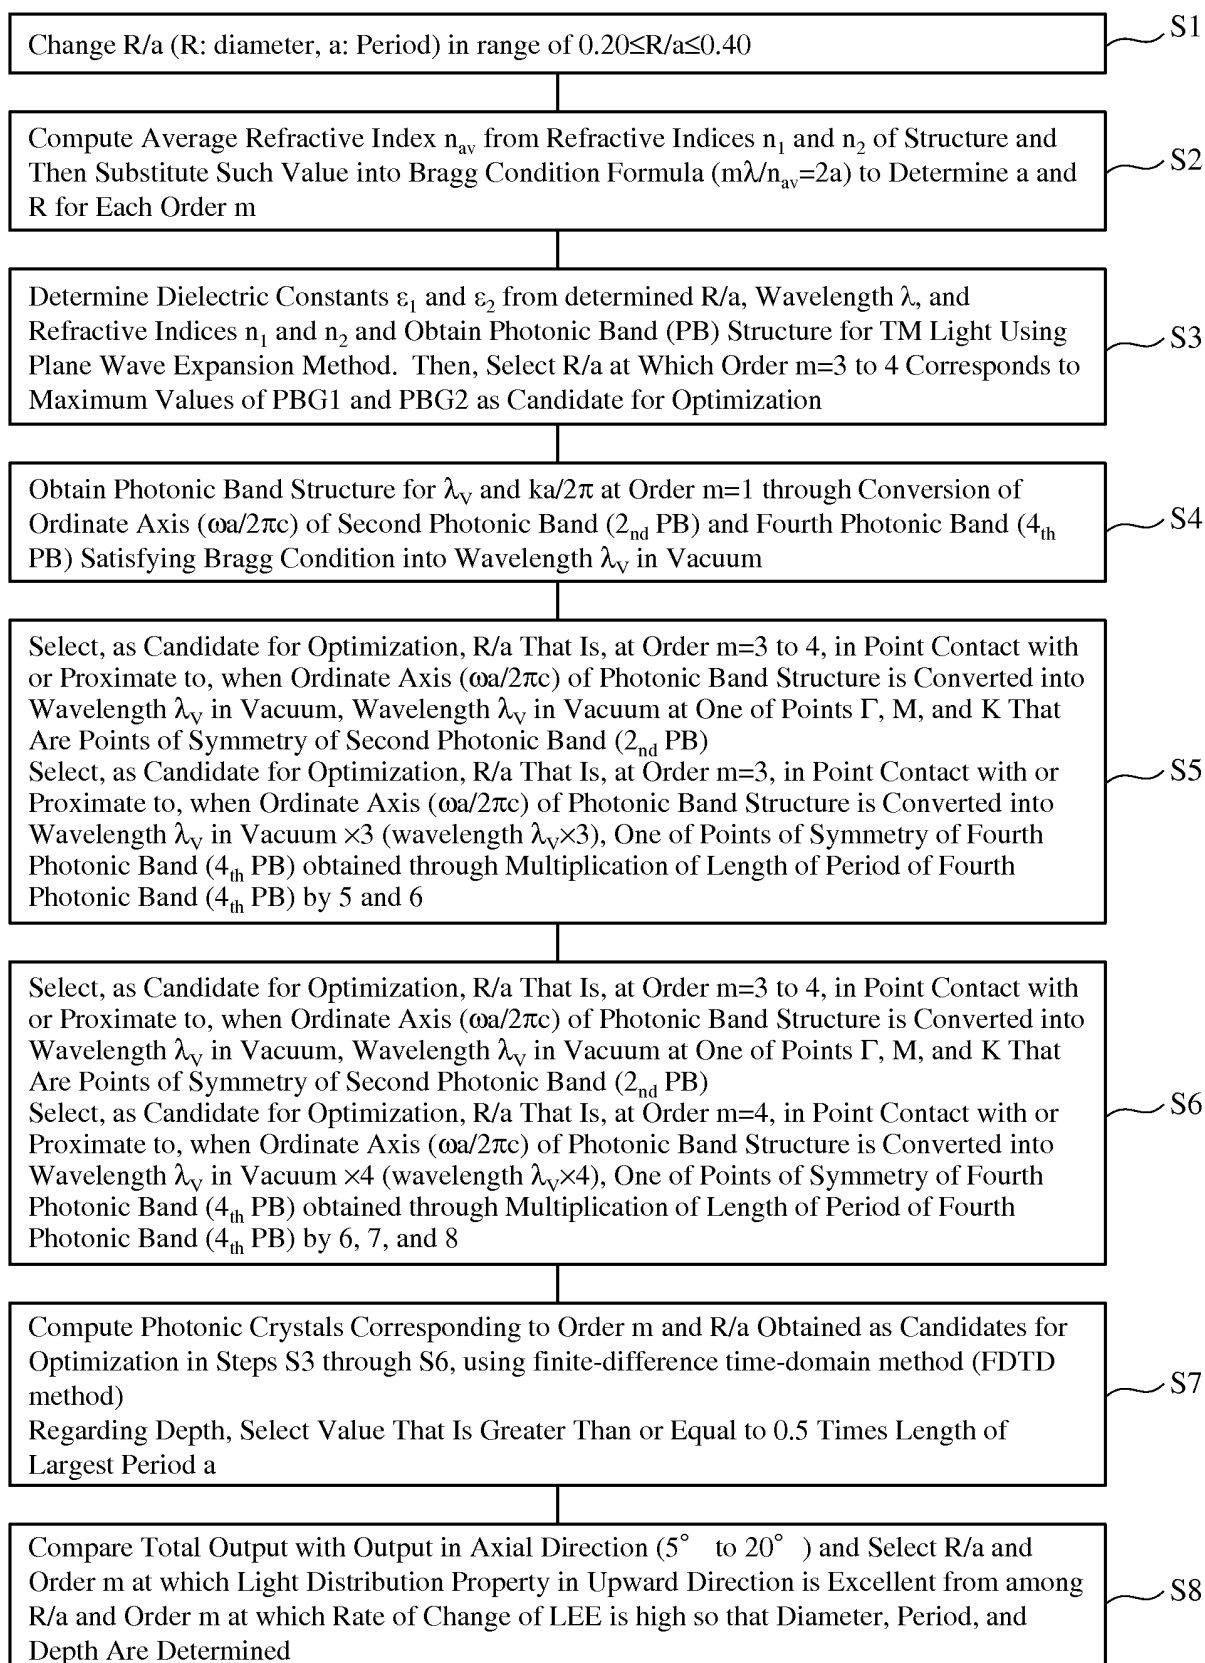 Change R/a (R: diameter, a: Period) in range of 0.20≤R/a≤0.40
S1
Compute Average Refractive Index nav from Refractive Indices n1 and n2 of Structure and
Then Substitute Such Value into Bragg Condition Formula (mλ/nav=2a) to Determine a and
R for Each Order m
S2
Determine Dielectric Constants ε1 and ε2 from determined R/a, Wavelength λ, and
Refractive Indices n1 and n2 and Obtain Photonic Band (PB) Structure for TM Light Using
Plane Wave Expansion Method. Then, Select R/a at Which Order m=3 to 4 Corresponds to
Maximum Values of PBG1 and PBG2 as Candidate for Optimization
S3
Obtain Photonic Band Structure for λV and ka/2π at Order m=1 through Conversion of
Ordinate Axis (ωa/2πc) of Second Photonic Band (2nd PB) and Fourth Photonic Band (4th
PB) Satisfying Bragg Condition into Wavelength λV in Vacuum
S4
Select, as Candidate for Optimization, R/a That Is, at Order m=3 to 4, in Point Contact with
or Proximate to, when Ordinate Axis (ωa/2πc) of Photonic Band Structure is Converted into
Wavelength λV in Vacuum, Wavelength λV in Vacuum at One of Points Γ, M, and K That
Are Points of Symmetry of Second Photonic Band (2nd PB)
Select, as Candidate for Optimization, R/a That Is, at Order m=3, in Point Contact with or
Proximate to, when Ordinate Axis (ωa/2πc) of Photonic Band Structure is Converted into
Wavelength λV in Vacuum ×3 (wavelength λV×3), One of Points of Symmetry of Fourth
Photonic Band (4th PB) obtained through Multiplication of Length of Period of Fourth
Photonic Band (4th PB) by 5 and 6
S5
Select, as Candidate for Optimization, R/a That Is, at Order m=3 to 4, in Point Contact with
or Proximate to, when Ordinate Axis (ωa/2πc) of Photonic Band Structure is Converted into
Wavelength λV in Vacuum, Wavelength λV in Vacuum at One of Points Γ, M, and K That
Are Points of Symmetry of Second Photonic Band (2nd PB)
Select, as Candidate for Optimization, R/a That Is, at Order m=4, in Point Contact with or
Proximate to, when Ordinate Axis (ωa/2πc) of Photonic Band Structure is Converted into
Wavelength λV in Vacuum ×4 (wavelength λV×4), One of Points of Symmetry of Fourth
Photonic Band (4th PB) obtained through Multiplication of Length of Period of Fourth
Photonic Band (4th PB) by 6, 7, and 8
S6
Compute Photonic Crystals Corresponding to Order m and R/a Obtained as Candidates for
Optimization in Steps S3 through S6, using finite-difference time-domain method (FDTD
method)
Regarding Depth, Select Value That Is Greater Than or Equal to 0.5 Times Length of
Largest Period a
S7
Compare Total Output with Output in Axial Direction (5° to 20° ) and Select R/a and
Order m at which Light Distribution Property in Upward Direction is Excellent from among
R/a and Order m at which Rate of Change of LEE is high so that Diameter, Period, and
Depth Are Determined
S8